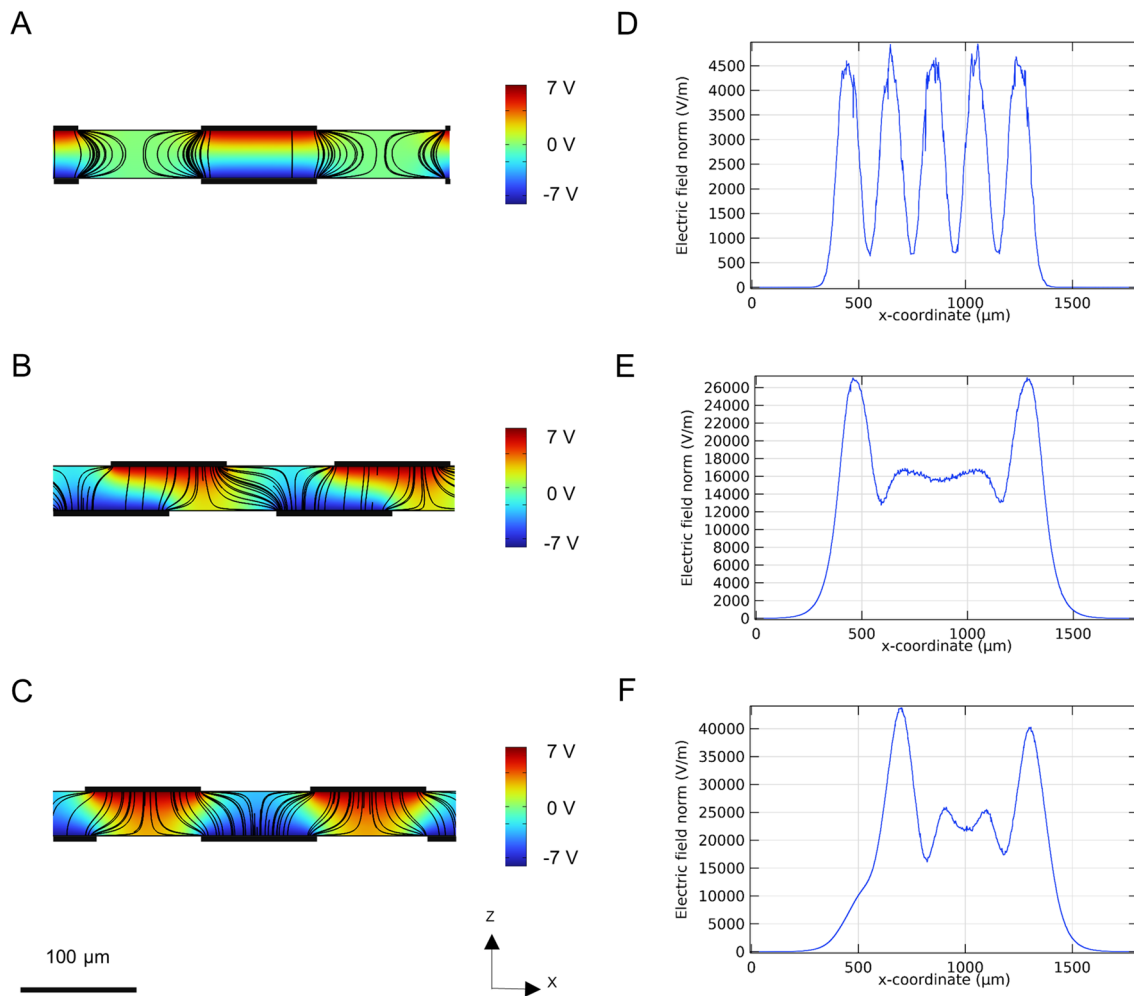 A
7 V
0 V
-7 V
D
Electric field norm (V/m)
4500
4000
3500
3000
2500
2000
1500
1000
500
0
0 500 1000 1500
x-coordinate (µm)
B
7 V
0 V
-7 V
E
Electric field norm (V/m)
26000
24000
22000
20000
18000
16000
14000
12000
10000
8000
6000
4000
2000
0
0 500 1000 1500
x-coordinate (µm)
C
7 V
0 V
-7 V
100 µm
Z
X
F
Electric field norm (V/m)
40000
35000
30000
25000
20000
15000
10000
5000
0
0 500 1000 1500
x-coordinate (µm)